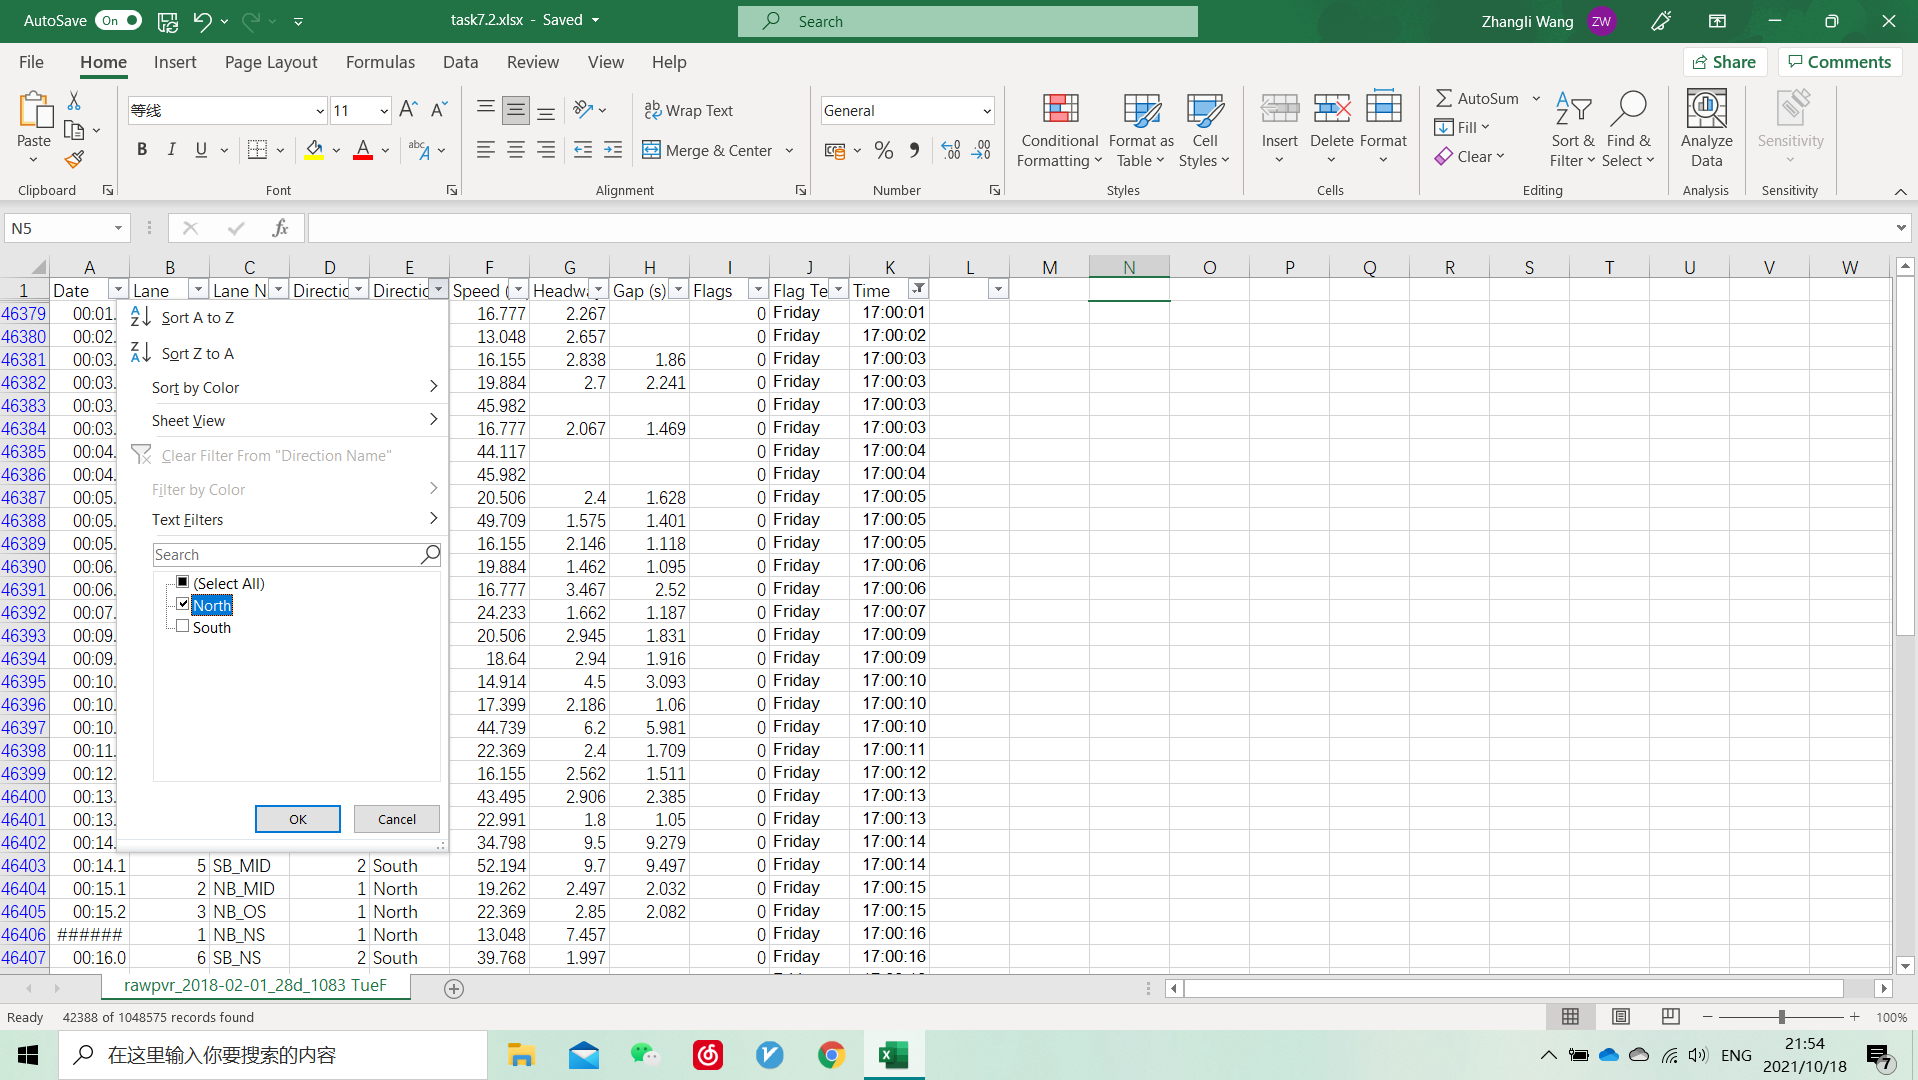 AutoSave On task7.2.xlsx - Saved Search Zhangli Wang ZW
File Home Insert Page Layout Formulas Data Review View Help Share Comments
Paste 等线 11 Wrap Text General Conditional Formatting Format as Table Cell Styles Insert Delete Format AutoSum Sort & Filter Find & Select Analyze Data Sensitivity
B I U A Merge & Center % Fill Clear
Clipboard Font Alignment Number Styles Cells Editing Analysis Sensitivity
N5 fx
A B C D E F G H I J K L M N O P Q R S T U V W
1 Date Lane Lane N Directic Directic Speed ( Headw Gap (s) Flags Flag Te Time
46379 00:01. 16.777 2.267 0 Friday 17:00:01
46380 00:02. 13.048 2.657 0 Friday 17:00:02
46381 00:03. 16.155 2.838 1.86 0 Friday 17:00:03
46382 00:03. 19.884 2.7 2.241 0 Friday 17:00:03
46383 00:03. 45.982 0 Friday 17:00:03
46384 00:03. 16.777 2.067 1.469 0 Friday 17:00:03
46385 00:04. 44.117 0 Friday 17:00:04
46386 00:04. 45.982 0 Friday 17:00:04
46387 00:05. 20.506 2.4 1.628 0 Friday 17:00:05
46388 00:05. 49.709 1.575 1.401 0 Friday 17:00:05
46389 00:05. 16.155 2.146 1.118 0 Friday 17:00:05
46390 00:06. 19.884 1.462 1.095 0 Friday 17:00:06
46391 00:06. 16.777 3.467 2.52 0 Friday 17:00:06
46392 00:07. 24.233 1.662 1.187 0 Friday 17:00:07
46393 00:09. 20.506 2.945 1.831 0 Friday 17:00:09
46394 00:09. 18.64 2.94 1.916 0 Friday 17:00:09
46395 00:10. 14.914 4.5 3.093 0 Friday 17:00:10
46396 00:10. 17.399 2.186 1.06 0 Friday 17:00:10
46397 00:10. 44.739 6.2 5.981 0 Friday 17:00:10
46398 00:11. 22.369 2.4 1.709 0 Friday 17:00:11
46399 00:12. 16.155 2.562 1.511 0 Friday 17:00:12
46400 00:13. 43.495 2.906 2.385 0 Friday 17:00:13
46401 00:13. 22.991 1.8 1.05 0 Friday 17:00:13
46402 00:14. 34.798 9.5 9.279 0 Friday 17:00:14
46403 00:14.1 5 SB_MID 2 South 52.194 9.7 9.497 0 Friday 17:00:14
46404 00:15.1 2 NB_MID 1 North 19.262 2.497 2.032 0 Friday 17:00:15
46405 00:15.2 3 NB_OS 1 North 22.369 2.85 2.082 0 Friday 17:00:15
46406 ###### 1 NB_NS 1 North 13.048 7.457 0 Friday 17:00:16
46407 00:16.0 6 SB_NS 2 South 39.768 1.997 0 Friday 17:00:16
Sort A to Z
Sort Z to A
Sort by Color
Sheet View
Clear Filter From "Direction Name"
Filter by Color
Text Filters
Search
(Select All)
North
South
OK Cancel
rawpvr_2018-02-01_28d_1083 TueF
Ready 42388 of 1048575 records found 100%
在这里输入你要搜索的内容 ENG 21:54
2021/10/18 7